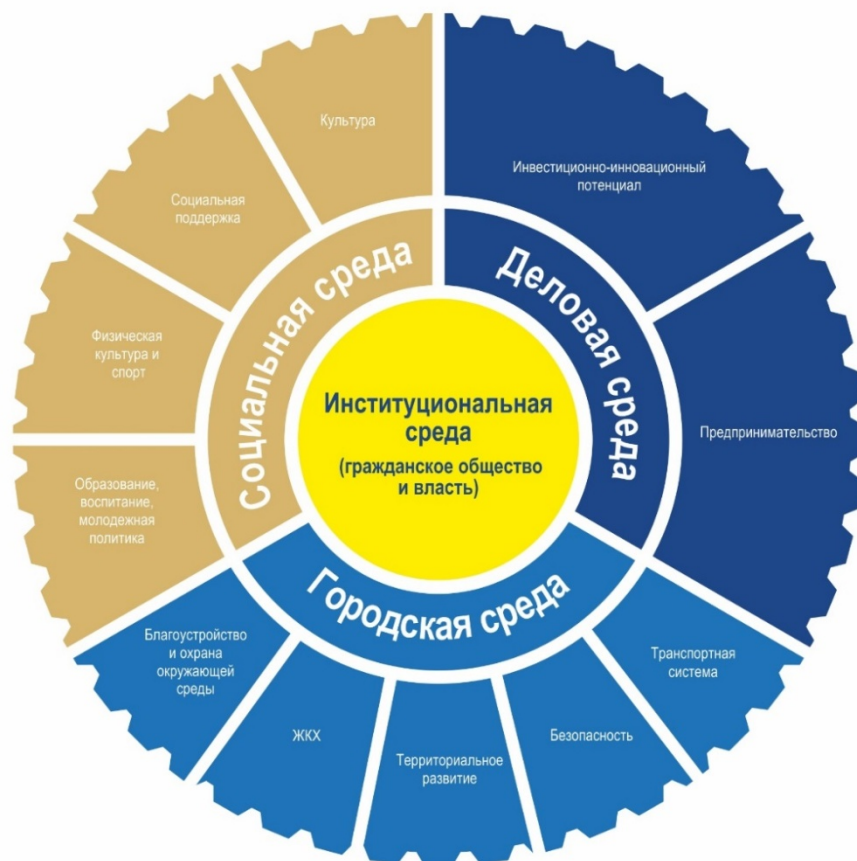 Культура
Социальная
поддержка
Физическая
культура и
спорт
Образование,
воспитание,
молодежная
политика
Социальная среда
Инвестиционно-инновационный
потенциал
Предпринимательство
Деловая среда
Институциональная
среда
(гражданское общество
и власть)
Городская среда
Благоустройство
и охрана
окружающей
среды
ЖКХ
Территориальное
развитие
Безопасность
Транспортная
система